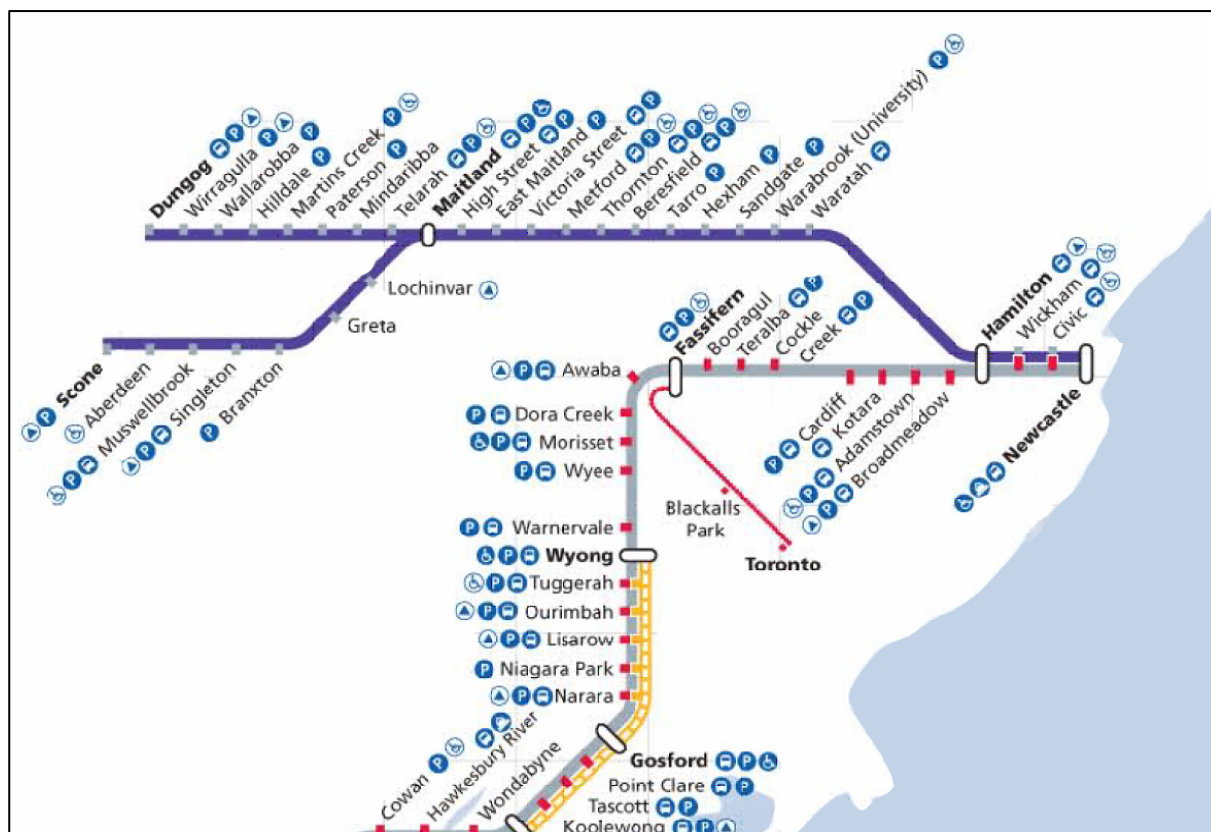 Dungog
Wirragulla
Wallarobba
Hilldale
Martins Creek
Paterson
Mindaribba
Telarah
Maitland
High Street
East Maitland
Victoria Street
Metford
Thornton
Beresfield
Tarro
Hexham
Sandgate
Warabrook (University)
Waratah
Lochinvar
Greta
Scone
Aberdeen
Muswellbrook
Singleton
Branxton
Hamilton
Wickham
Civic
Newcastle
Fassifern
Booragul
Teralba
Cockle
Creek
Cardiff
Kotara
Adamstown
Broadmeadow
Awaba
Dora Creek
Morisset
Wyee
Blackalls
Park
Toronto
Warnervale
Wyong
Tuggerah
Ourimbah
Lisarow
Niagara Park
Narara
Gosford
Point Clare
Tascott
Koolewong
Cowan
Hawkesbury River
Wondabyne